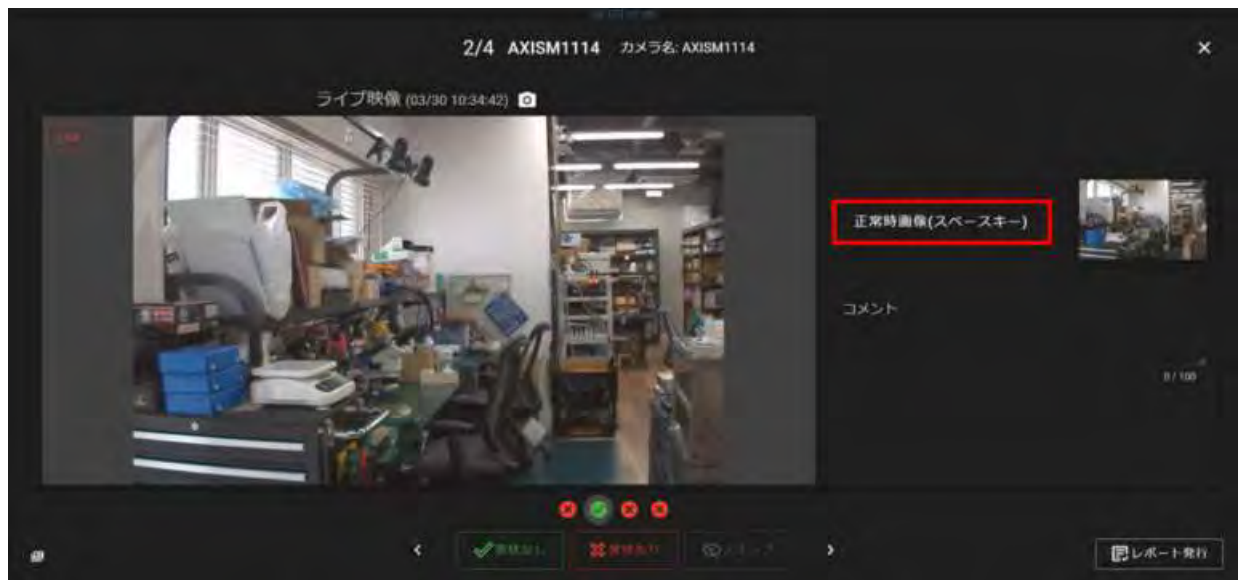 2/4 AXISM1114 カメラ名: AXISM1114
ライブ映像 (03/30 10:34:42)
正常時画像(スペースキー)
コメント
0 / 100
異常なし
異常あり
レポート発行